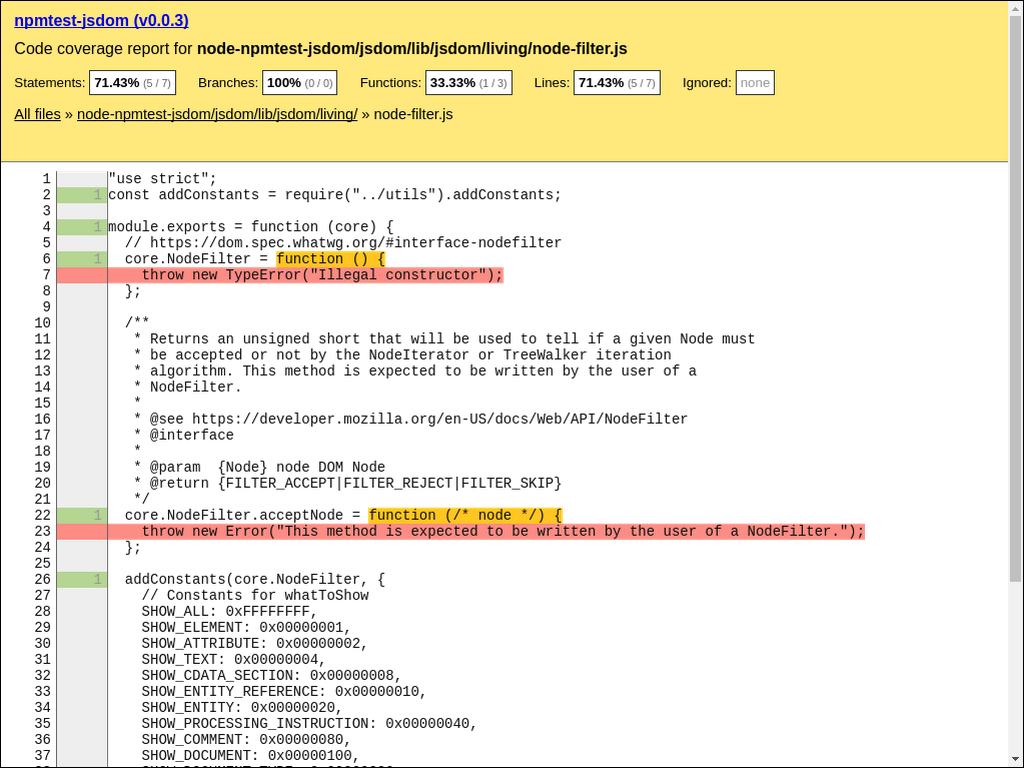 npmtest-jsdom (v0.0.3)
Code coverage report for node-npmtest-jsdom/jsdom/lib/jsdom/living/node-filter.js
Statements: 71.43% (5 / 7) Branches: 100% (0 / 0) Functions: 33.33% (1 / 3) Lines: 71.43% (5 / 7) Ignored: none
All files » node-npmtest-jsdom/jsdom/lib/jsdom/living/ » node-filter.js
1 "use strict";
2 1 const addConstants = require("../utils").addConstants;
3
4 1 module.exports = function (core) {
5 // https://dom.spec.whatwg.org/#interface-nodefilter
6 1 core.NodeFilter = function () {
7 throw new TypeError("Illegal constructor");
8 };
9
10 /**
11 * Returns an unsigned short that will be used to tell if a given Node must
12 * be accepted or not by the NodeIterator or TreeWalker iteration
13 * algorithm. This method is expected to be written by the user of a
14 * NodeFilter.
15 *
16 * @see https://developer.mozilla.org/en-US/docs/Web/API/NodeFilter
17 * @interface
18 *
19 * @param  {Node} node DOM Node
20 * @return {FILTER_ACCEPT|FILTER_REJECT|FILTER_SKIP}
21 */
22 1 core.NodeFilter.acceptNode = function (/* node */) {
23 throw new Error("This method is expected to be written by the user of a NodeFilter.");
24 };
25
26 1 addConstants(core.NodeFilter, {
27 // Constants for whatToShow
28 SHOW_ALL: 0xFFFFFFFF,
29 SHOW_ELEMENT: 0x00000001,
30 SHOW_ATTRIBUTE: 0x00000002,
31 SHOW_TEXT: 0x00000004,
32 SHOW_CDATA_SECTION: 0x00000008,
33 SHOW_ENTITY_REFERENCE: 0x00000010,
34 SHOW_ENTITY: 0x00000020,
35 SHOW_PROCESSING_INSTRUCTION: 0x00000040,
36 SHOW_COMMENT: 0x00000080,
37 SHOW_DOCUMENT: 0x00000100,